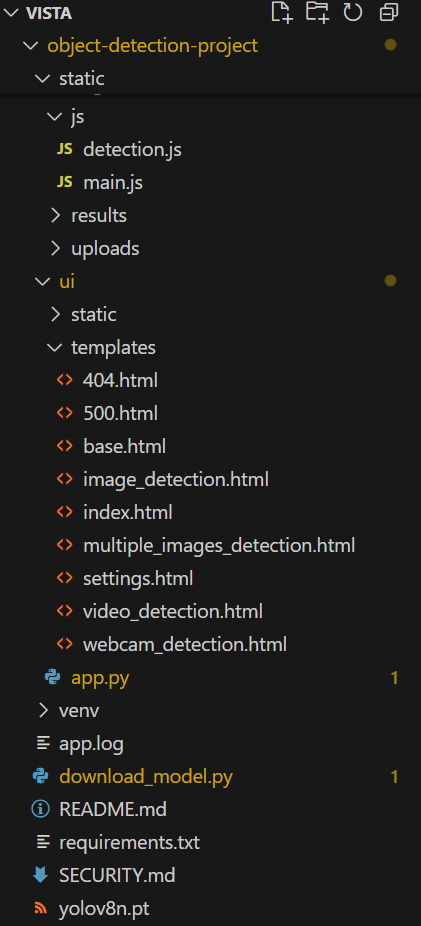 VISTA
object-detection-project
static
js
JS detection.js
JS main.js
results
uploads
ui
static
templates
404.html
500.html
base.html
image_detection.html
index.html
multiple_images_detection.html
settings.html
video_detection.html
webcam_detection.html
app.py 1
venv
app.log
download_model.py 1
README.md
requirements.txt
SECURITY.md
yolov8n.pt